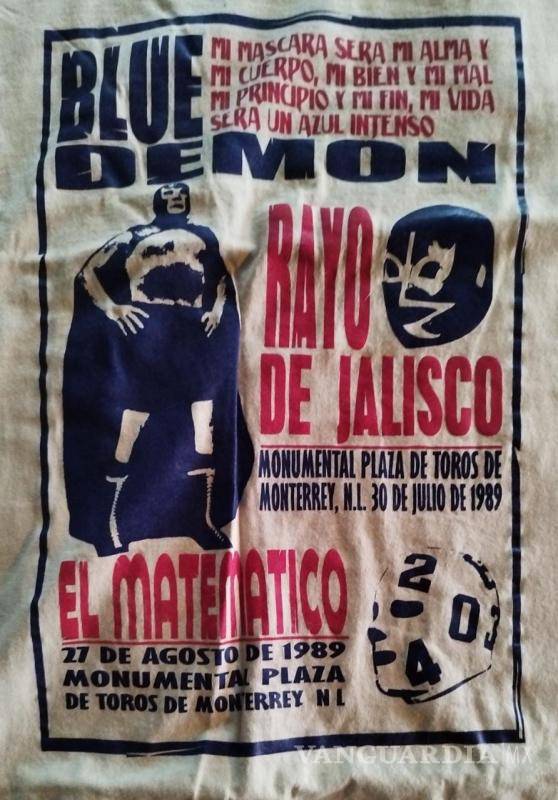 BLUE
MI MASCARA SERA MI ALMA Y
MI CUERPO, MI BIEN Y MI MAL
MI PRINCIPIO Y MI FIN, MI VIDA
SERA UN AZUL INTENSO
DEMON
RAYO
DE JALISCO
MONUMENTAL PLAZA DE TOROS DE
MONTERREY, N.L. 30 DE JULIO DE 1989
EL MATEMATICO
27 DE AGOSTO DE 1989
MONUMENTAL PLAZA
DE TOROS DE MONTERREY N L
2
0 3
4
VANGUARDIA MX